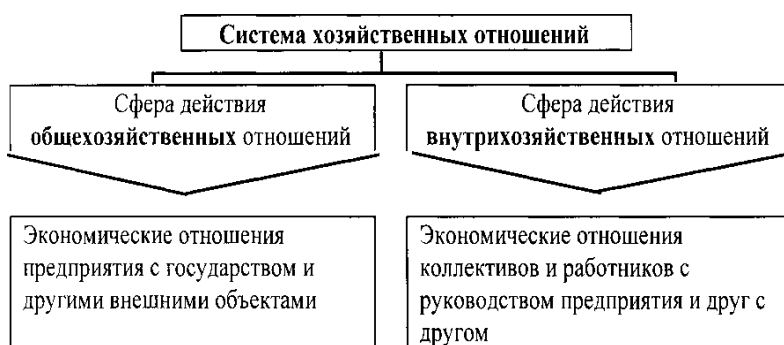 Система хозяйственных отношений
Сфера действия
общехозяйственных отношений
Сфера действия
внутрихозяйственных отношений
Экономические отношения
предприятия с государством и
другими внешними объектами
Экономические отношения
коллективов и работников с
руководством предприятия и друг с
другом